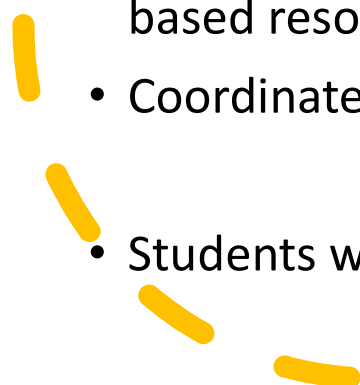 based reso
• Coordinate
• Students w